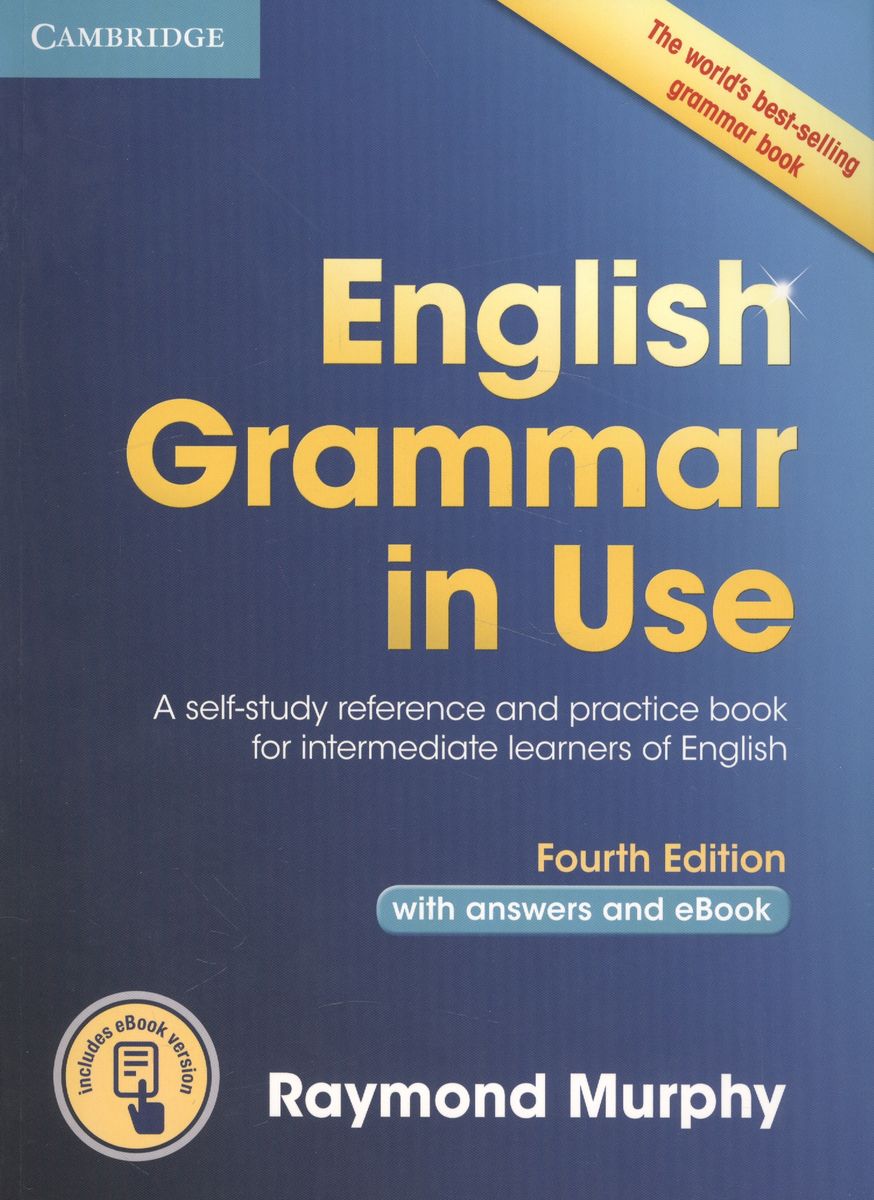 CAMBRIDGE
The world's best-selling
grammar book
English
Grammar
in Use
A self-study reference and practice book
for intermediate learners of English
Fourth Edition
with answers and eBook
includes eBook version
Raymond Murphy